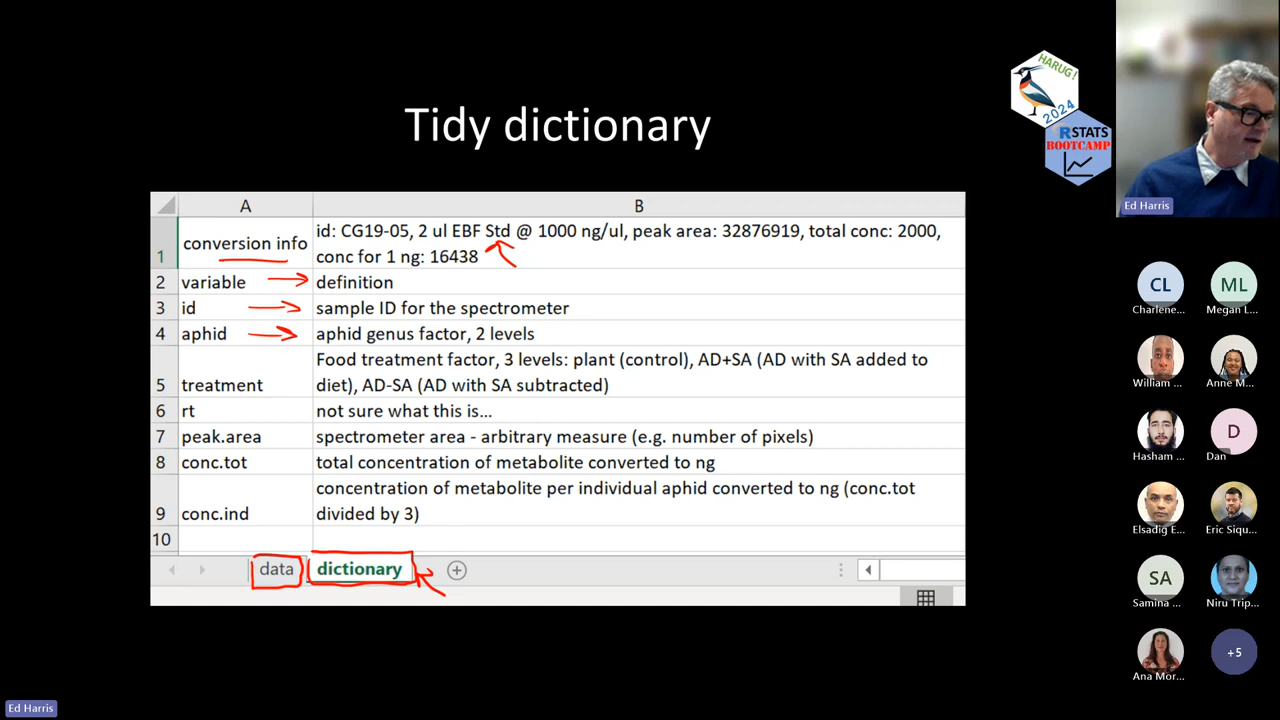 Tidy dictionary
HARUG!
2024
RSTATS
BOOTCAMP
Ed Harris
A
B
1
conversion info
id: CG19-05, 2 ul EBF Std @ 1000 ng/ul, peak area: 32876919, total conc: 2000,
conc for 1 ng: 16438
2
variable
definition
3
id
sample ID for the spectrometer
4
aphid
aphid genus factor, 2 levels
5
treatment
Food treatment factor, 3 levels: plant (control), AD+SA (AD with SA added to
diet), AD-SA (AD with SA subtracted)
6
rt
not sure what this is...
7
peak.area
spectrometer area - arbitrary measure (e.g. number of pixels)
8
conc.tot
total concentration of metabolite converted to ng
9
conc.ind
concentration of metabolite per individual aphid converted to ng (conc.tot
divided by 3)
10
data
dictionary
CL
Charlene...
ML
Megan L...
William ...
Anne M...
Hasham ...
D
Dan
Elsadig E...
Eric Siqu...
SA
Samina ...
Niru Trip...
Ana Mor...
+5
Ed Harris